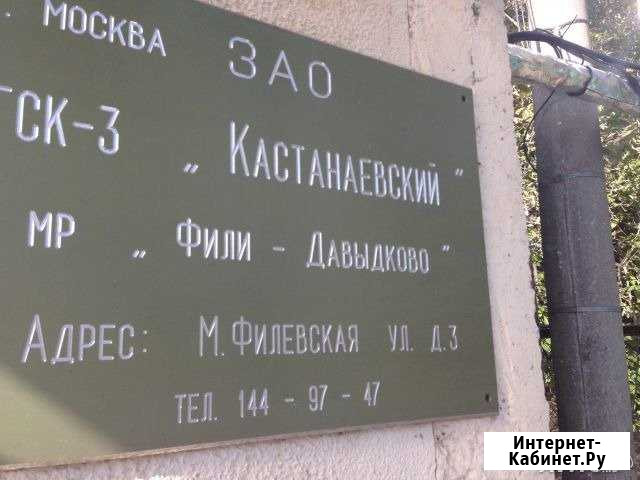 . МОСКВА ЗАО
ГСК-3 „ КАСТАНАЕВСКИЙ "
МР „ ФИЛИ - ДАВЫДКОВО "
АДРЕС: М.ФИЛЕВСКАЯ УЛ. Д.3
ТЕЛ. 144 - 97 - 47
Интернет-
Кабинет.Ру